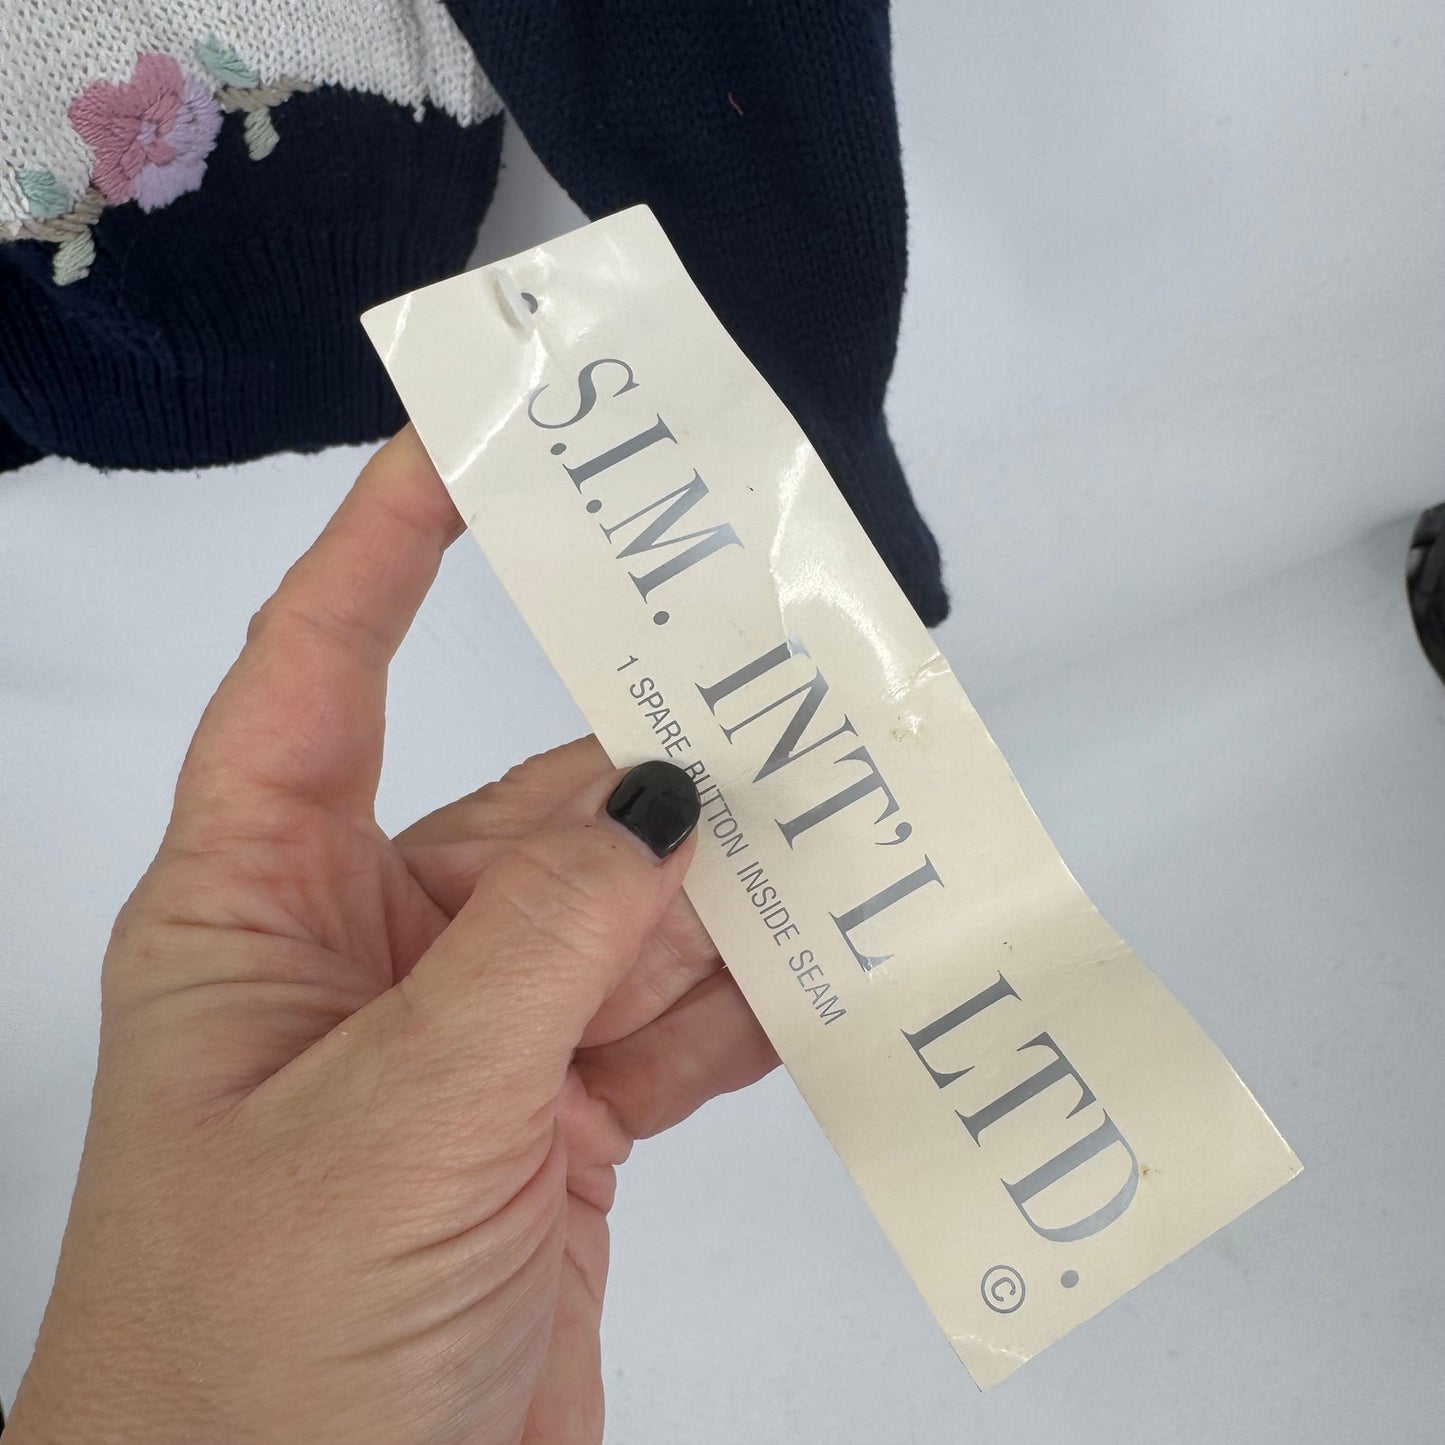 S.I.M. INT'L LTD.
1 SPARE BUTTON INSIDE SEAM
©